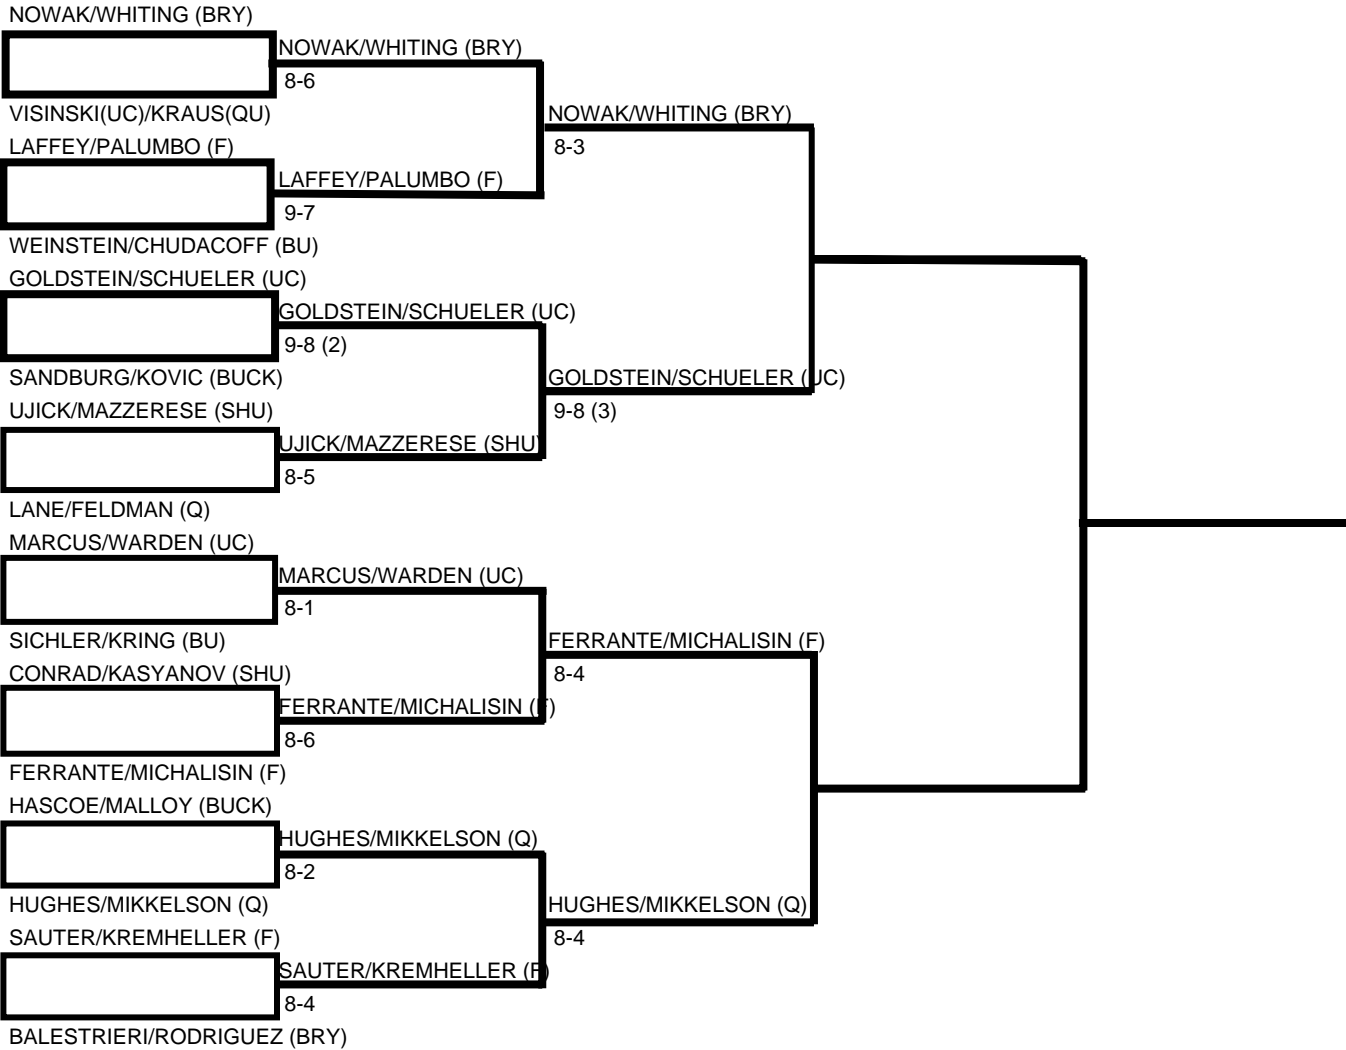 NOWAK/WHITING (BRY)
NOWAK/WHITING (BRY)
8-6
VISINSKI(UC)/KRAUS(QU)
NOWAK/WHITING (BRY)
LAFFEY/PALUMBO (F)
8-3
LAFFEY/PALUMBO (F)
9-7
WEINSTEIN/CHUDACOFF (BU)
GOLDSTEIN/SCHUELER (UC)
GOLDSTEIN/SCHUELER (UC)
9-8 (2)
SANDBURG/KOVIC (BUCK)
GOLDSTEIN/SCHUELER (UC)
UJICK/MAZZERESE (SHU)
9-8 (3)
UJICK/MAZZERESE (SHU)
8-5
LANE/FELDMAN (Q)
MARCUS/WARDEN (UC)
MARCUS/WARDEN (UC)
8-1
SICHLER/KRING (BU)
FERRANTE/MICHALISIN (F)
CONRAD/KASYANOV (SHU)
8-4
FERRANTE/MICHALISIN (F)
8-6
FERRANTE/MICHALISIN (F)
HASCOE/MALLOY (BUCK)
HUGHES/MIKKELSON (Q)
8-2
HUGHES/MIKKELSON (Q)
HUGHES/MIKKELSON (Q)
SAUTER/KREMHELLER (F)
8-4
SAUTER/KREMHELLER (F)
8-4
BALESTRIERI/RODRIGUEZ (BRY)